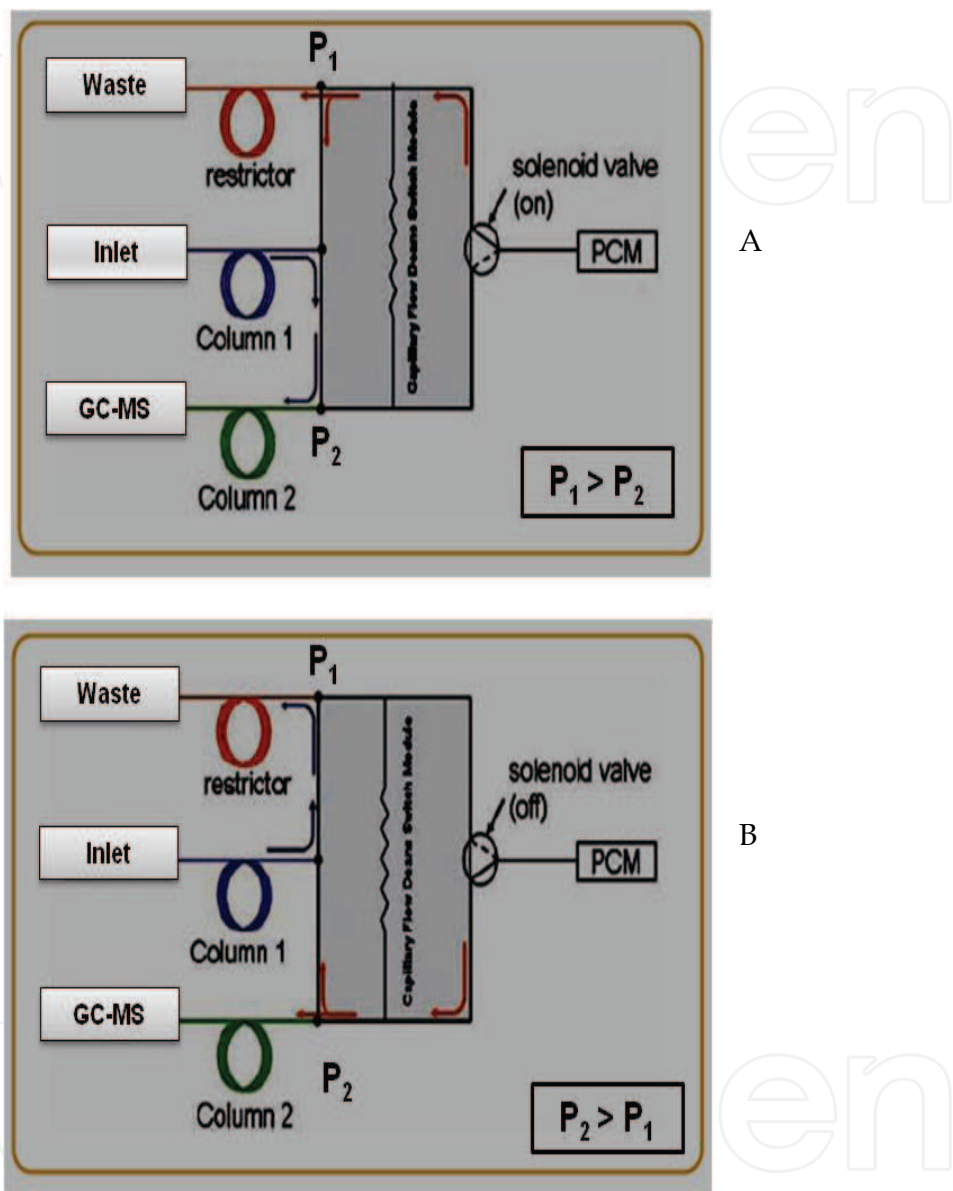 P1
Waste
restrictor
Capillary Flow Deans Switch Module
solenoid valve
(on)
Inlet
PCM
A
Column 1
GC-MS
P2
Column 2
P1 > P2
en
P1
Waste
restrictor
Capillary Flow Deans Switch Module
solenoid valve
(off)
Inlet
PCM
B
Column 1
GC-MS
P2
Column 2
P2 > P1
en